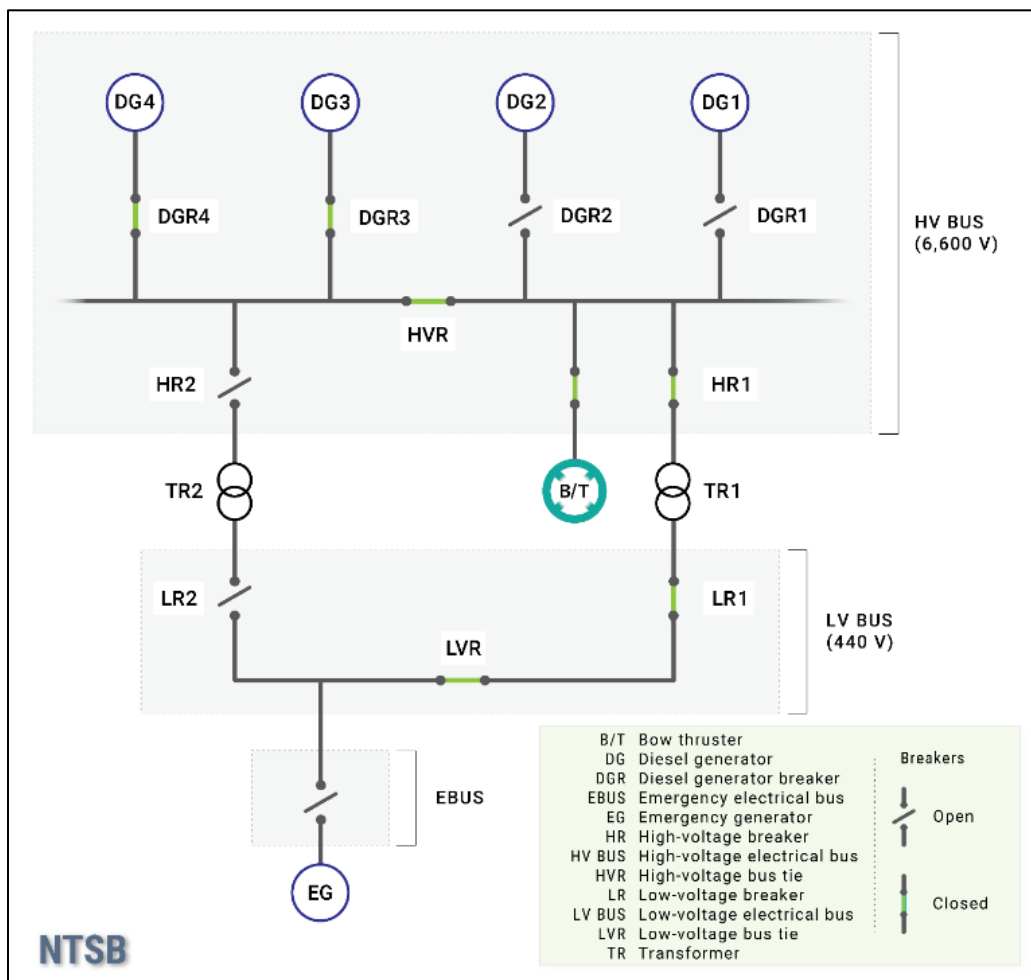 DG4
DG3
DG2
DG1
DGR4
DGR3
DGR2
DGR1
HV BUS
(6,600 V)
HVR
HR2
HR1
TR2
B/T
TR1
LR2
LR1
LV BUS
(440 V)
LVR
EBUS
EG
B/T Bow thruster
DG Diesel generator
DGR Diesel generator breaker
EBUS Emergency electrical bus
EG Emergency generator
HR High-voltage breaker
HV BUS High-voltage electrical bus
HVR High-voltage bus tie
LR Low-voltage breaker
LV BUS Low-voltage electrical bus
LVR Low-voltage bus tie
TR Transformer
Breakers
Open
Closed
NTSB